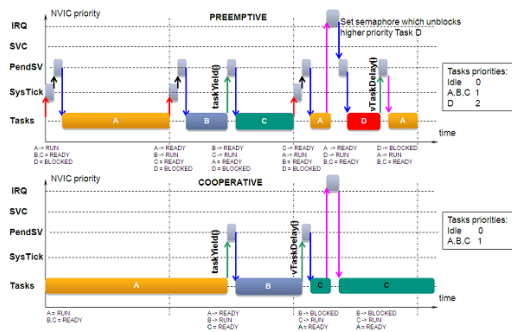 NVIC priority
PREEMPTIVE
IRQ
Set semaphore which unblocks
higher priority Task D
SVC
PendSV
taskYield()
vTaskDelay()
SysTick
Tasks
A
B
C
A
D
A
time
Tasks priorities:
Idle 0
A,B,C 1
D 2
A -> RUN
B,C = READY
D = BLOCKED
A -> READY
B -> RUN
C = READY
D = BLOCKED
B -> READY
C -> RUN
A = READY
D = BLOCKED
C -> READY
A -> RUN
B = READY
D = BLOCKED
A -> READY
D -> RUN
B,C = READY
D -> BLOCKED
A -> RUN
B,C = READY
NVIC priority
COOPERATIVE
IRQ
SVC
PendSV
taskYield()
vTaskDelay()
SysTick
Tasks
A
B
C
C
time
Tasks priorities:
Idle 0
A,B,C 1
A = RUN
B,C = READY
A -> READY
B -> RUN
C = READY
B -> BLOCKED
C -> RUN
A = READY
B -> READY
C -> RUN
A = READY